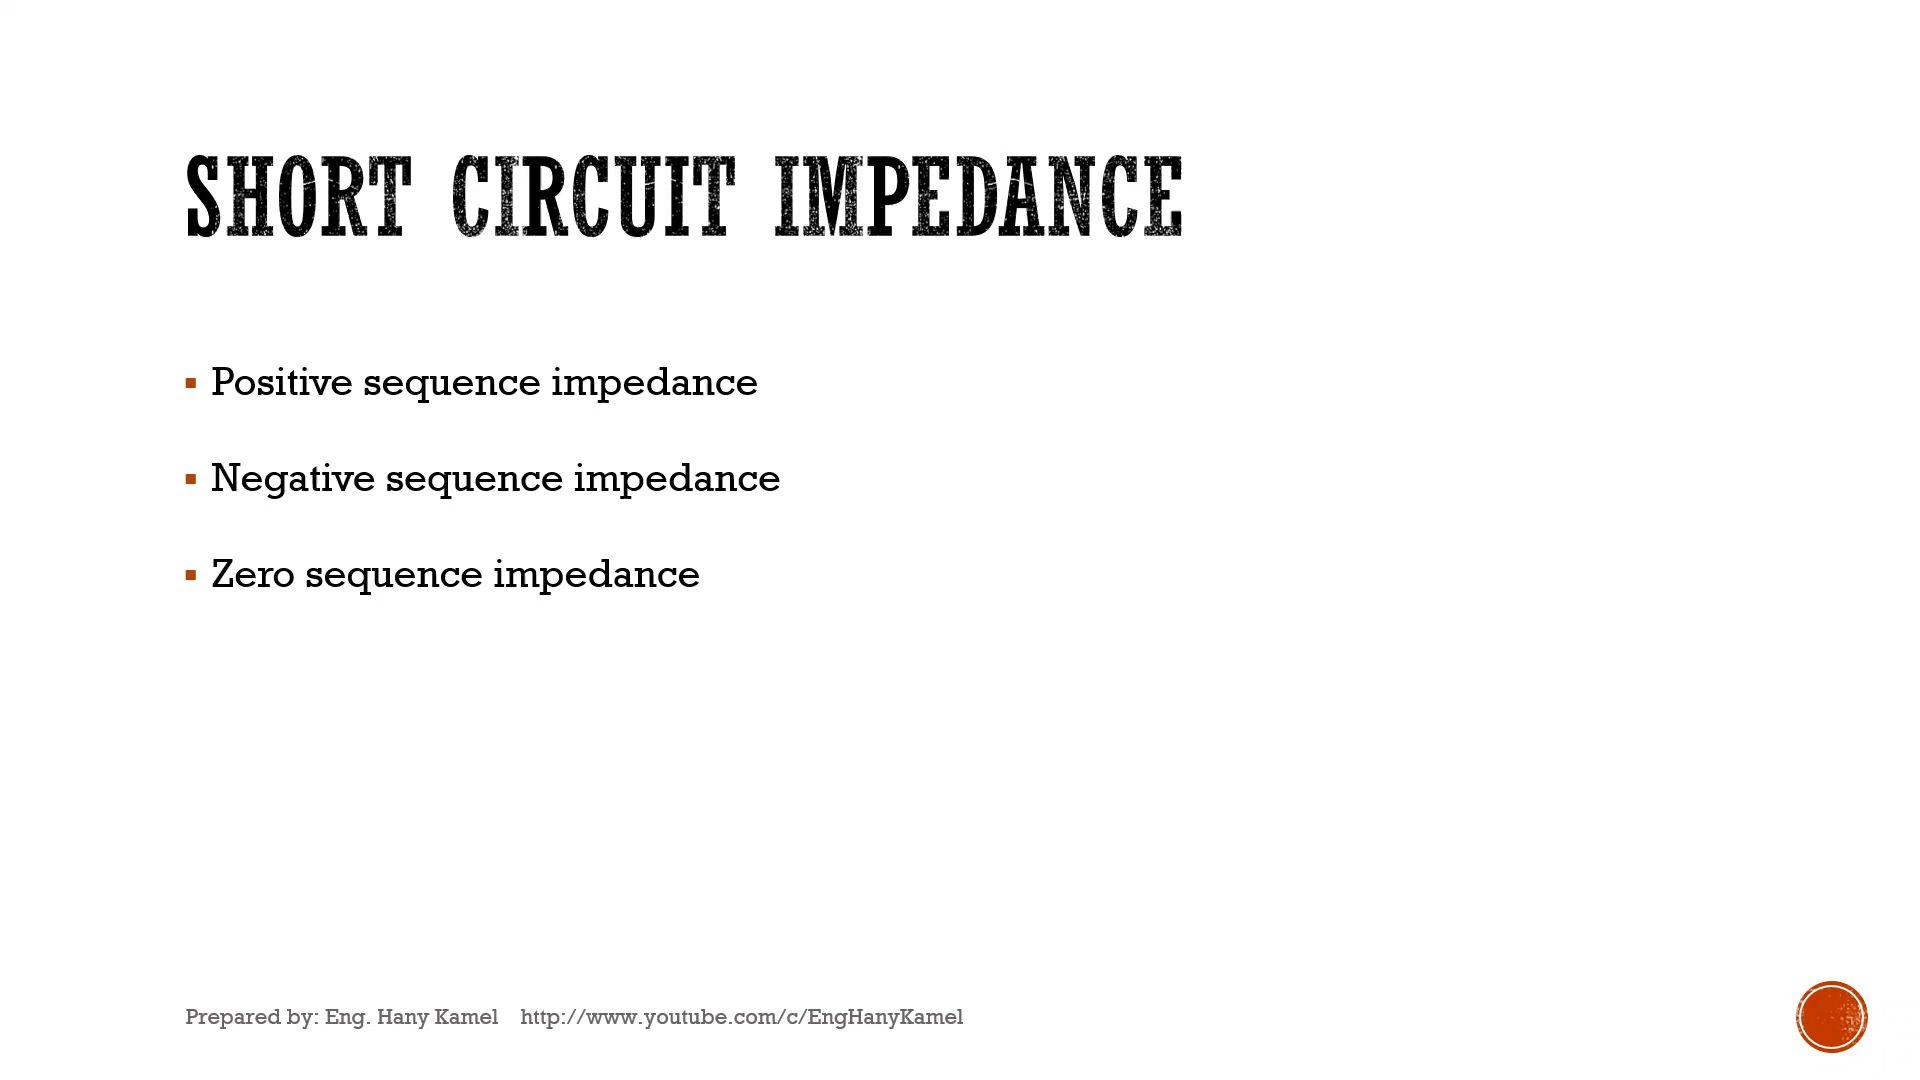 SHORT CIRCUIT IMPEDANCE
▪ Positive sequence impedance
▪ Negative sequence impedance
▪ Zero sequence impedance
Prepared by: Eng. Hany Kamel http://www.youtube.com/c/EngHanyKamel